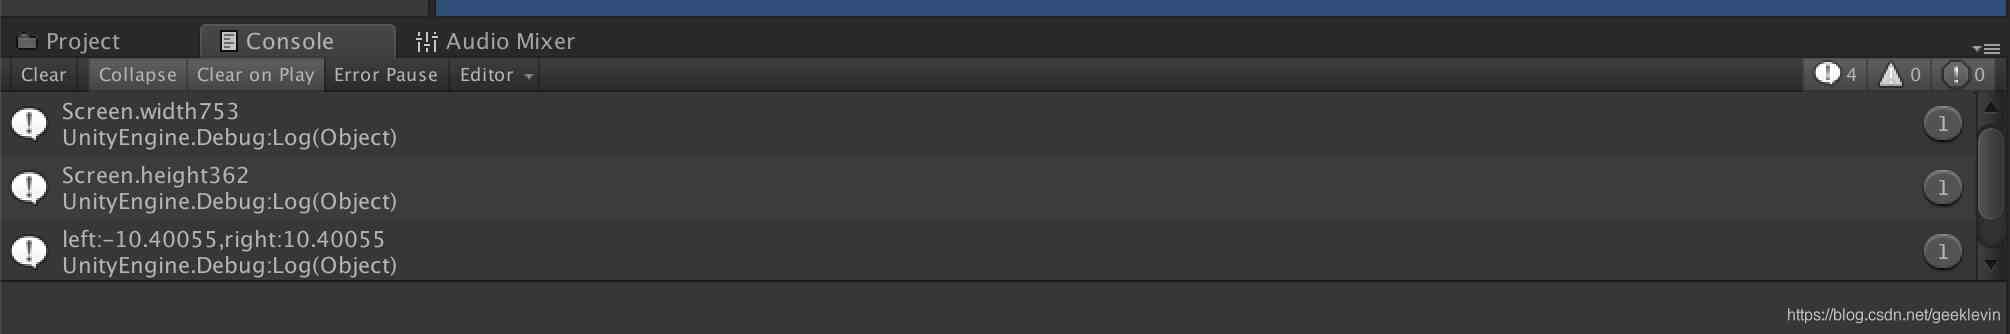 Project Console Audio Mixer
Clear Collapse Clear on Play Error Pause Editor 4 0 0
Screen.width753
UnityEngine.Debug:Log(Object)
1
Screen.height362
UnityEngine.Debug:Log(Object)
1
left:-10.40055,right:10.40055
UnityEngine.Debug:Log(Object)
1
https://blog.csdn.net/geeklevin